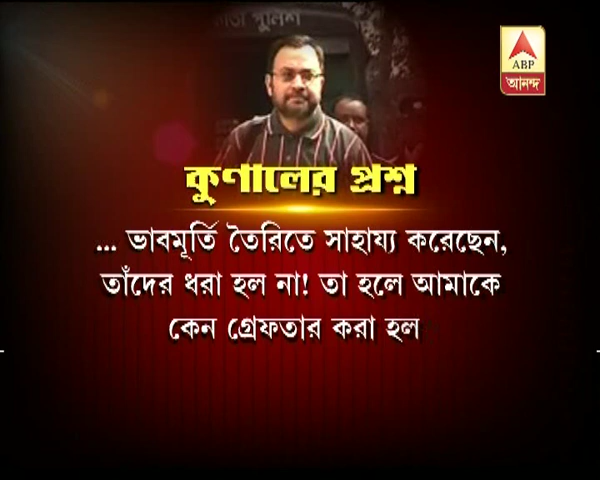 পুলিশ
ABP
আনন্দ
কুণালের প্রশ্ন
... ভাবমূর্তি তৈরিতে সাহায্য করেছেন,
তাঁদের ধরা হল না! তা হলে আমাকে
কেন গ্রেফতার করা হল